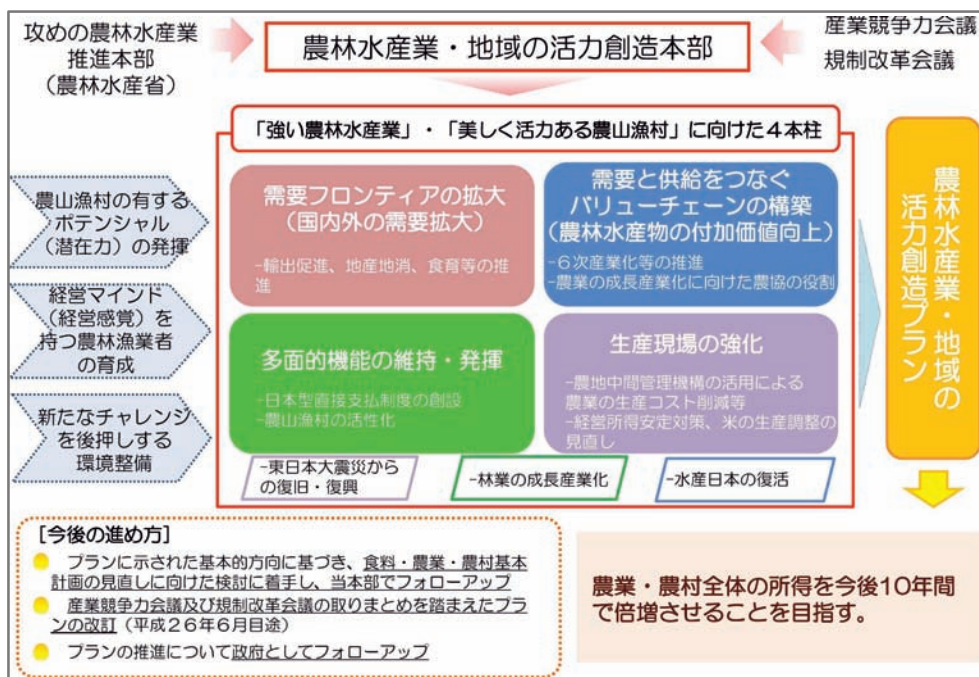 攻めの農林水産業
推進本部
(農林水産省)
農林水産業・地域の活力創造本部
産業競争力会議
規制改革会議
「強い農林水産業」・「美しく活力ある農山漁村」に向けた4本柱
農山漁村の有する
ポテンシャル
(潜在力)の発揮
経営マインド
(経営感覚)を
持つ農林漁業者
の育成
新たなチャレンジ
を後押しする
環境整備
需要フロンティアの拡大
(国内外の需要拡大)
-輸出促進、地産地消、食育等の推
進
需要と供給をつなぐ
バリューチェーンの構築
(農林水産物の付加価値向上)
-6次産業化等の推進
-農業の成長産業化に向けた農協の役割
多面的機能の維持・発揮
-日本型直接支払制度の創設
-農山漁村の活性化
生産現場の強化
-農地中間管理機構の活用による
農業の生産コスト削減等
-経営所得安定対策、米の生産調整の
見直し
-東日本大震災から
の復旧・復興
-林業の成長産業化
-水産日本の復活
農林水産業・地域の
活力創造プラン
[今後の進め方]
プランに示された基本的方向に基づき、食料・農業・農村基本
計画の見直しに向けた検討に着手し、当本部でフォローアップ
産業競争力会議及び規制改革会議の取りまとめを踏まえたプラ
ンの改訂(平成26年6月目途)
プランの推進について政府としてフォローアップ
農業・農村全体の所得を今後10年間
で倍増させることを目指す。